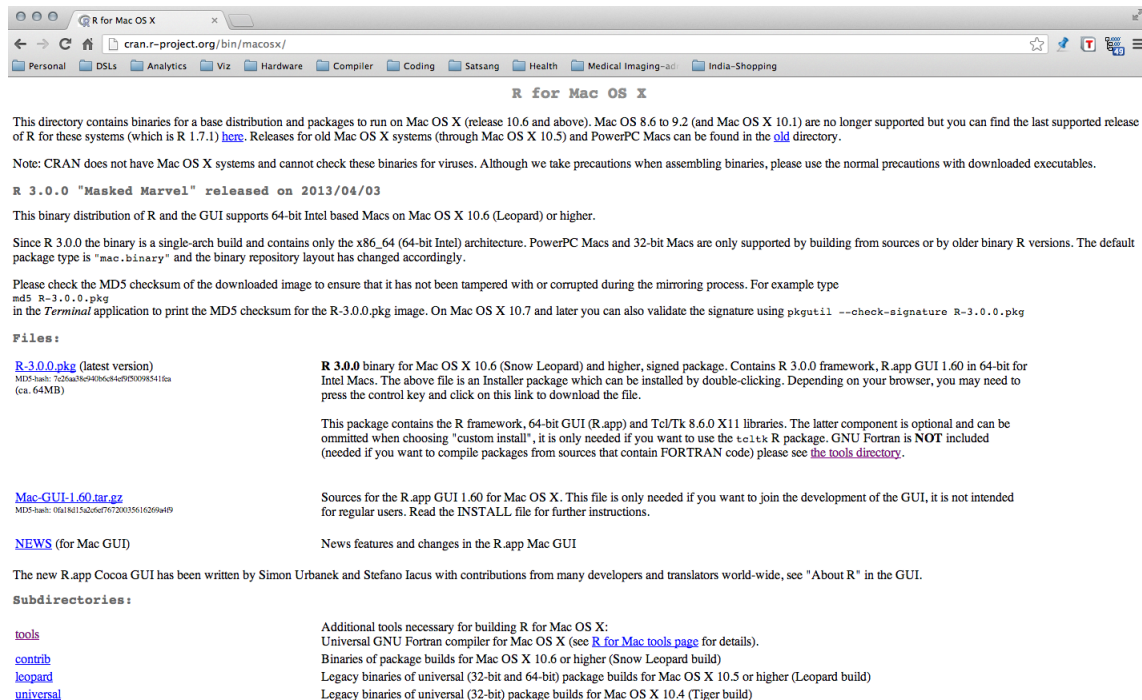 R for Mac OS X
cran.r-project.org/bin/macosx/
Personal DSLs Analytics Viz Hardware Compiler Coding Satsang Health Medical Imaging-ad India-Shopping
R for Mac OS X
This directory contains binaries for a base distribution and packages to run on Mac OS X (release 10.6 and above). Mac OS 8.6 to 9.2 (and Mac OS X 10.1) are no longer supported but you can find the last supported release
of R for these systems (which is R 1.7.1) here. Releases for old Mac OS X systems (through Mac OS X 10.5) and PowerPC Macs can be found in the old directory.
Note: CRAN does not have Mac OS X systems and cannot check these binaries for viruses. Although we take precautions when assembling binaries, please use the normal precautions with downloaded executables.
R 3.0.0 "Masked Marvel" released on 2013/04/03
This binary distribution of R and the GUI supports 64-bit Intel based Macs on Mac OS X 10.6 (Leopard) or higher.
Since R 3.0.0 the binary is a single-arch build and contains only the x86_64 (64-bit Intel) architecture. PowerPC Macs and 32-bit Macs are only supported by building from sources or by older binary R versions. The default
package type is "mac.binary" and the binary repository layout has changed accordingly.
Please check the MD5 checksum of the downloaded image to ensure that it has not been tampered with or corrupted during the mirroring process. For example type
md5 R-3.0.0.pkg
in the Terminal application to print the MD5 checksum for the R-3.0.0.pkg image. On Mac OS X 10.7 and later you can also validate the signature using pkgutil --check-signature R-3.0.0.pkg
Files:
R-3.0.0.pkg (latest version)
MD5-hash:
(ca. 64MB)
R 3.0.0 binary for Mac OS X 10.6 (Snow Leopard) and higher, signed package. Contains R 3.0.0 framework, R.app GUI 1.60 in 64-bit for
Intel Macs. The above file is an Installer package which can be installed by double-clicking. Depending on your browser, you may need to
press the control key and click on this link to download the file.
This package contains the R framework, 64-bit GUI (R.app) and Tcl/Tk 8.6.0 X11 libraries. The latter component is optional and can be
ommitted when choosing "custom install", it is only needed if you want to use the tcltk R package. GNU Fortran is NOT included
(needed if you want to compile packages from sources that contain FORTRAN code) please see the tools directory.
Mac-GUI-1.60.tar.gz
MD5-hash:
Sources for the R.app GUI 1.60 for Mac OS X. This file is only needed if you want to join the development of the GUI, it is not intended
for regular users. Read the INSTALL file for further instructions.
NEWS (for Mac GUI) News features and changes in the R.app Mac GUI
The new R.app Cocoa GUI has been written by Simon Urbanek and Stefano Iacus with contributions from many developers and translators world-wide, see "About R" in the GUI.
Subdirectories:
tools
Additional tools necessary for building R for Mac OS X:
Universal GNU Fortran compiler for Mac OS X (see R for Mac tools page for details).
contrib Binaries of package builds for Mac OS X 10.6 or higher (Snow Leopard build)
leopard Legacy binaries of universal (32-bit and 64-bit) package builds for Mac OS X 10.5 or higher (Leopard build)
universal Legacy binaries of universal (32-bit) package builds for Mac OS X 10.4 (Tiger build)